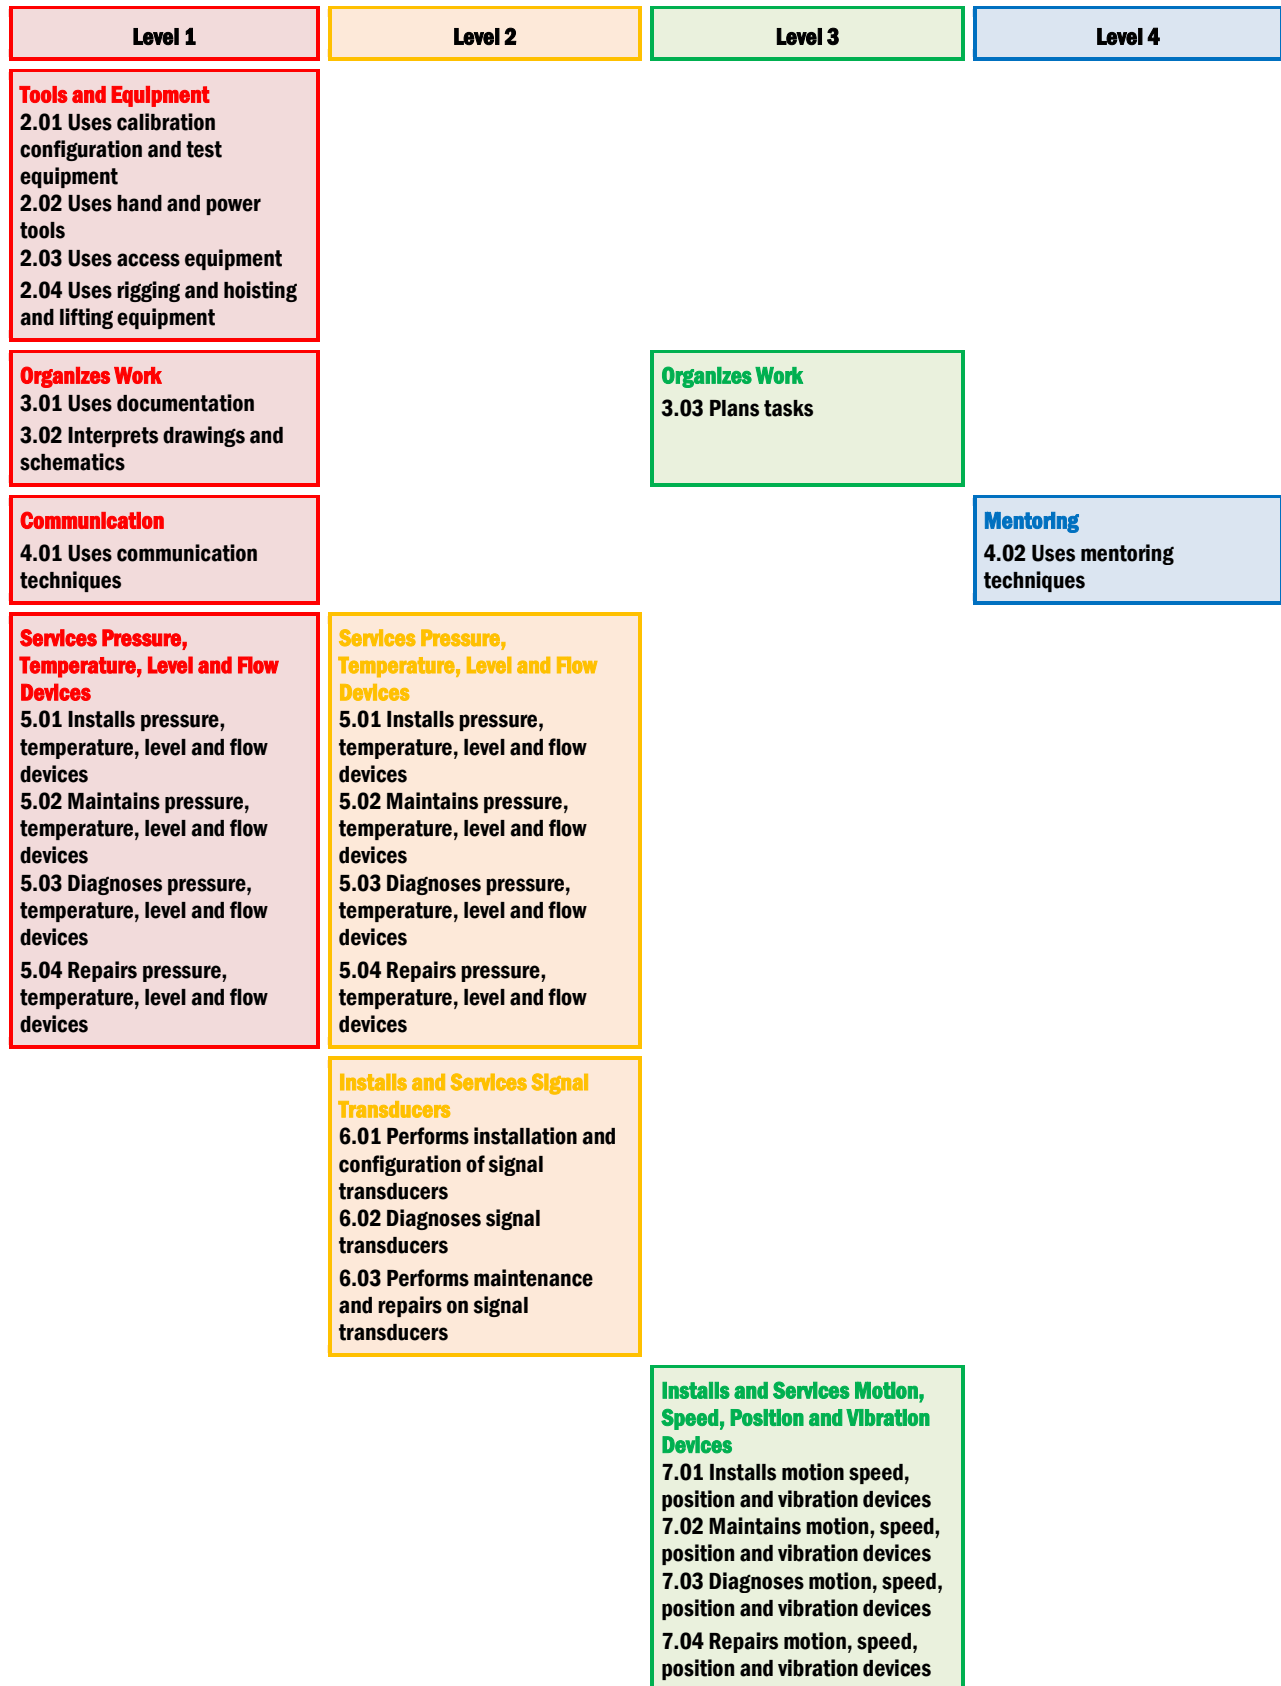 Level 1
Level 2
Level 3
Level 4
Tools and Equipment
2.01 Uses calibration
configuration and test
equipment
2.02 Uses hand and power
tools
2.03 Uses access equipment
2.04 Uses rigging and hoisting
and lifting equipment
Organizes Work
3.01 Uses documentation
3.02 Interprets drawings and
schematics
Organizes Work
3.03 Plans tasks
Communication
4.01 Uses communication
techniques
Mentoring
4.02 Uses mentoring
techniques
Services Pressure,
Temperature, Level and Flow
Devices
5.01 Installs pressure,
temperature, level and flow
devices
5.02 Maintains pressure,
temperature, level and flow
devices
5.03 Diagnoses pressure,
temperature, level and flow
devices
5.04 Repairs pressure,
temperature, level and flow
devices
Services Pressure,
Temperature, Level and Flow
Devices
5.01 Installs pressure,
temperature, level and flow
devices
5.02 Maintains pressure,
temperature, level and flow
devices
5.03 Diagnoses pressure,
temperature, level and flow
devices
5.04 Repairs pressure,
temperature, level and flow
devices
Installs and Services Signal
Transducers
6.01 Performs installation and
configuration of signal
transducers
6.02 Diagnoses signal
transducers
6.03 Performs maintenance
and repairs on signal
transducers
Installs and Services Motion,
Speed, Position and Vibration
Devices
7.01 Installs motion speed,
position and vibration devices
7.02 Maintains motion, speed,
position and vibration devices
7.03 Diagnoses motion, speed,
position and vibration devices
7.04 Repairs motion, speed,
position and vibration devices